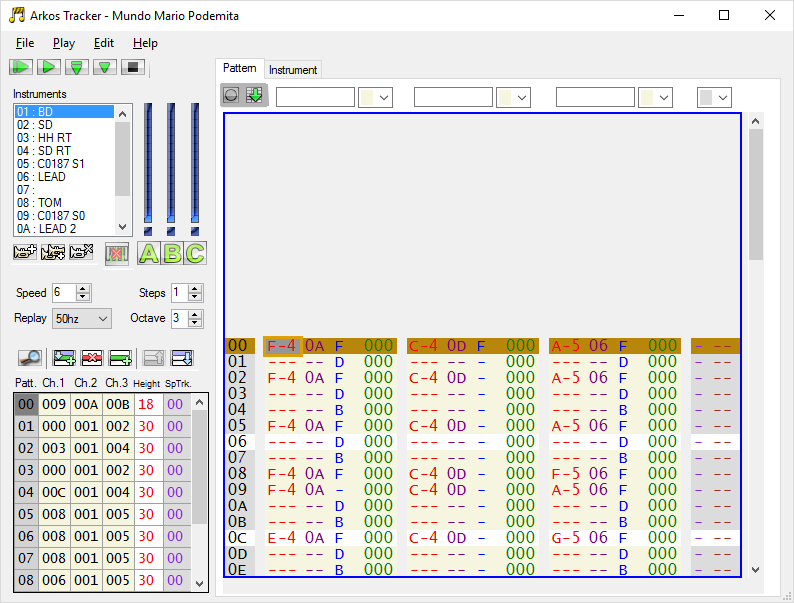 Arkos Tracker - Mundo Mario Podemita
File Play Edit Help
Pattern Instrument
Instruments
01 : BD
02 : SD
03 : HH RT
04 : SD RT
05 : C0187 S1
06 : LEAD
07 :
08 : TOM
09 : C0187 S0
0A : LEAD 2
A B C
Speed 6 Steps 1
Replay 50hz Octave 3
Patt. Ch.1 Ch.2 Ch.3 Height SpTrk.
00 009 00A 00B 18 00
01 000 001 002 30 00
02 003 001 004 30 00
03 000 001 002 30 00
04 00C 001 004 30 00
05 008 001 005 30 00
06 008 001 005 30 00
07 008 001 005 30 00
08 006 001 005 30 00
00 F-4 0A F 000 C-4 0D F 000 A-5 06 F 000 - --
01 --- -- D 000 --- -- - 000 --- -- D 000 - --
02 F-4 0A F 000 C-4 0D - 000 A-5 06 F 000 - --
03 --- -- D 000 --- -- - 000 --- -- D 000 - --
04 --- -- B 000 --- -- - 000 --- -- B 000 - --
05 F-4 0A F 000 C-4 0D - 000 A-5 06 F 000 - --
06 --- -- D 000 --- -- - 000 --- -- D 000 - --
07 --- -- B 000 --- -- - 000 --- -- B 000 - --
08 F-4 0A F 000 C-4 0D - 000 F-5 06 F 000 - --
09 F-4 0A - 000 C-4 0D - 000 A-5 06 F 000 - --
0A --- -- D 000 --- -- - 000 --- -- D 000 - --
0B --- -- B 000 --- -- - 000 --- -- B 000 - --
0C E-4 0A F 000 C-4 0D - 000 G-5 06 F 000 - --
0D --- -- D 000 --- -- - 000 --- -- D 000 - --
0E --- -- B 000 --- -- - 000 --- -- B 000 - --